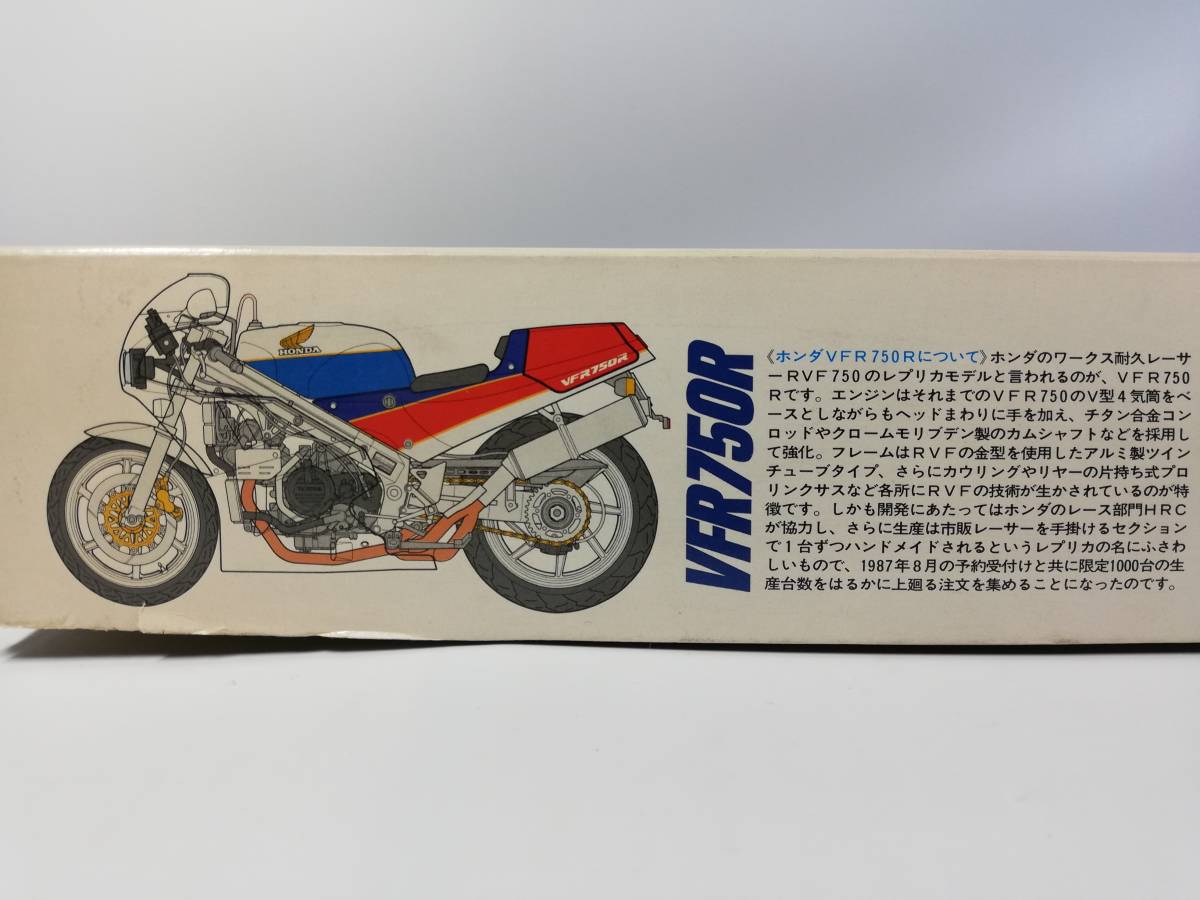 HONDA
VFR750R
VFR750R
《ホンダVFR750Rについて》ホンダのワークス耐久レーサ
ーRVF750のレプリカモデルと言われるのが、VFR750
Rです。エンジンはそれまでのVFR750のV型4気筒をベ
ースとしながらもヘッドまわりに手を加え、チタン合金コン
ロッドやクロームモリブデン製のカムシャフトなどを採用し
て強化。フレームはRVFの金型を使用したアルミ製ツイン
チューブタイプ、さらにカウリングやリヤーの片持ち式プロ
リンクサスなど各所にRVFの技術が生かされているのが特
徴です。しかも開発にあたってはホンダのレース部門HRC
が協力し、さらに生産は市販レーサーを手掛けるセクション
で1台ずつハンドメイドされるというレプリカの名にふさわ
しいもので、1987年8月の予約受付けと共に限定1000台の生
産台数をはるかに上廻る注文を集めることになったのです。